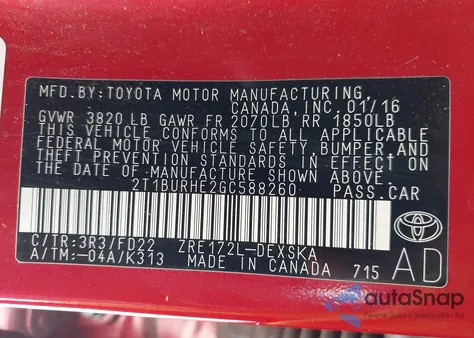 MFD.BY:TOYOTA MOTOR MANUFACTURING,
CANADA,INC. 01/16
GVWR 3820 LB GAWR FR 2070LB RR 1850LB
THIS VEHICLE CONFORMS TO ALL APPLICABLE
FEDERAL MOTOR VEHICLE SAFETY, BUMPER, AND
THEFT PREVENTION STANDARDS IN EFFECT ON
THE DATE OF MANUFACTURE SHOWN ABOVE.
2T1BURHE2GC588260 PASS.CAR
C/TR:3R3/FD22 ZRE172L-DEXSKA
A/TM:-04A/K313 MADE IN CANADA 715
TOYOTA
AD
autoSnap